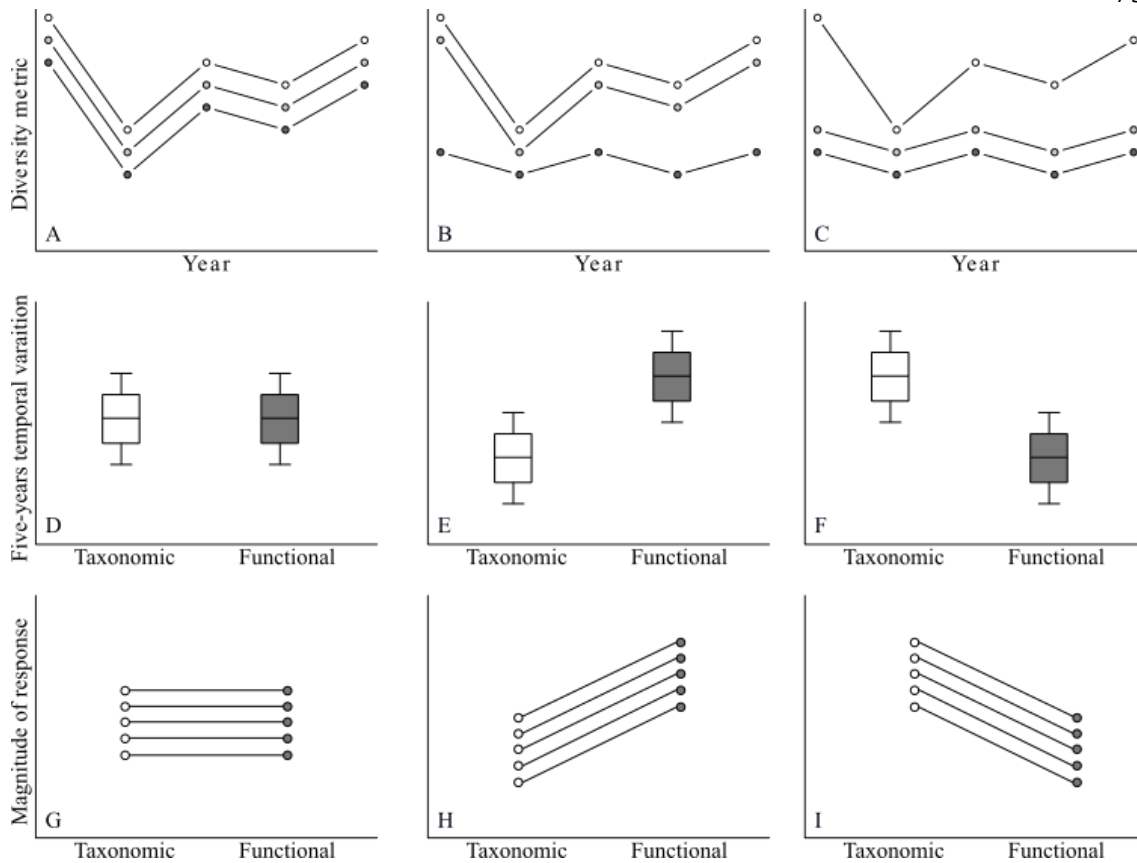 Diversity metric
A
B
C
Year
Year
Year
Five-years temporal varaition
D
E
F
Taxonomic
Functional
Taxonomic
Functional
Taxonomic
Functional
Magnitude of response
G
H
I
Taxonomic
Functional
Taxonomic
Functional
Taxonomic
Functional